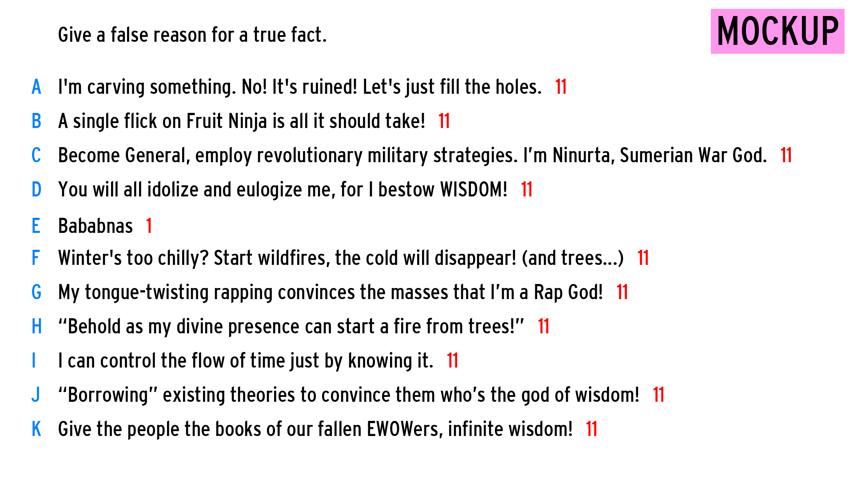 Give a false reason for a true fact.
MOCKUP
A I'm carving something. No! It's ruined! Let's just fill the holes. 11
B A single flick on Fruit Ninja is all it should take! 11
C Become General, employ revolutionary military strategies. I’m Ninurta, Sumerian War God. 11
D You will all idolize and eulogize me, for I bestow WISDOM! 11
E Bababnas 1
F Winter's too chilly? Start wildfires, the cold will disappear! (and trees...) 11
G My tongue-twisting rapping convinces the masses that I’m a Rap God! 11
H “Behold as my divine presence can start a fire from trees!” 11
I I can control the flow of time just by knowing it. 11
J “Borrowing” existing theories to convince them who’s the god of wisdom! 11
K Give the people the books of our fallen EWOWers, infinite wisdom! 11